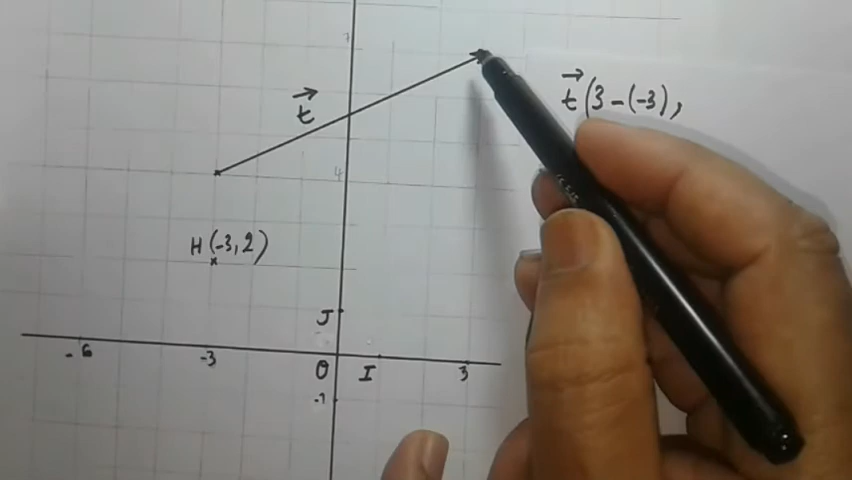 7
t⃗
t⃗ (3-(-3),
4
H(-3,2)
J
-6 -3 O I 3
-1